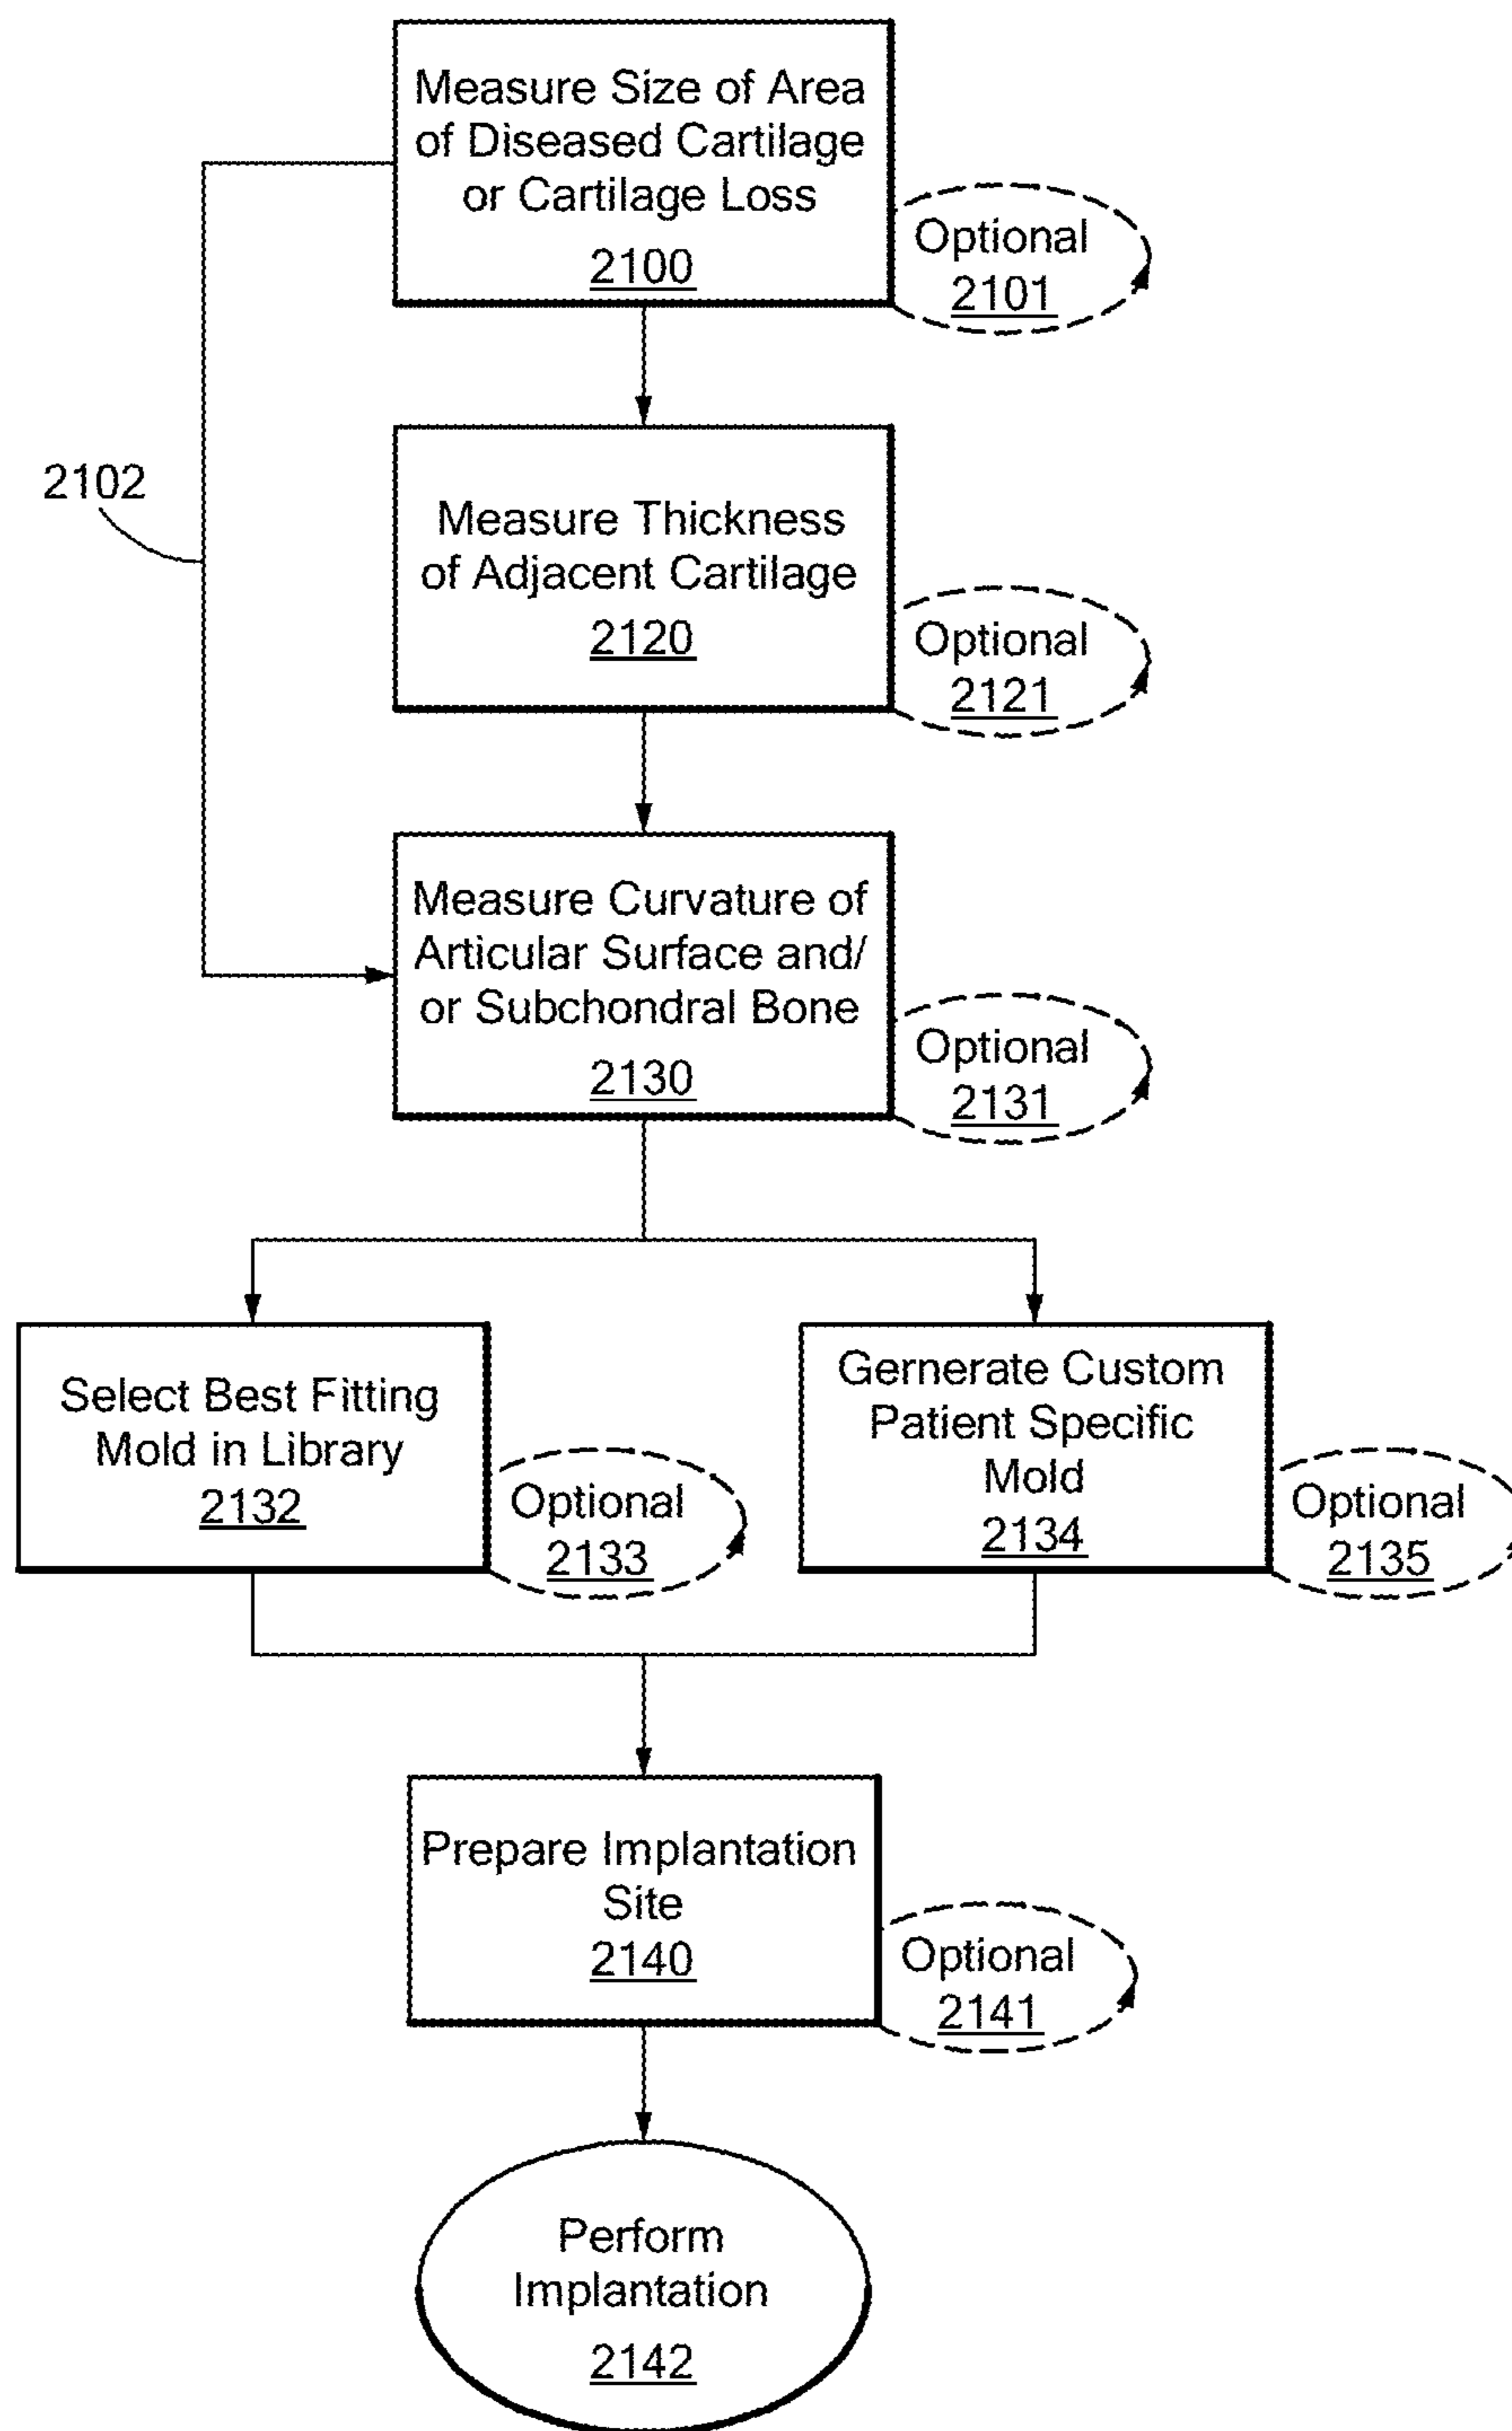 Measure Size of Area
of Diseased Cartilage
or Cartilage Loss
2100
Optional
2101
2102
Measure Thickness
of Adjacent Cartilage
2120
Optional
2121
Measure Curvature of
Articular Surface and/
or Subchondral Bone
2130
Optional
2131
Select Best Fitting
Mold in Library
2132
Optional
2133
Gernerate Custom
Patient Specific
Mold
2134
Optional
2135
Prepare Implantation
Site
2140
Optional
2141
Perform
Implantation
2142